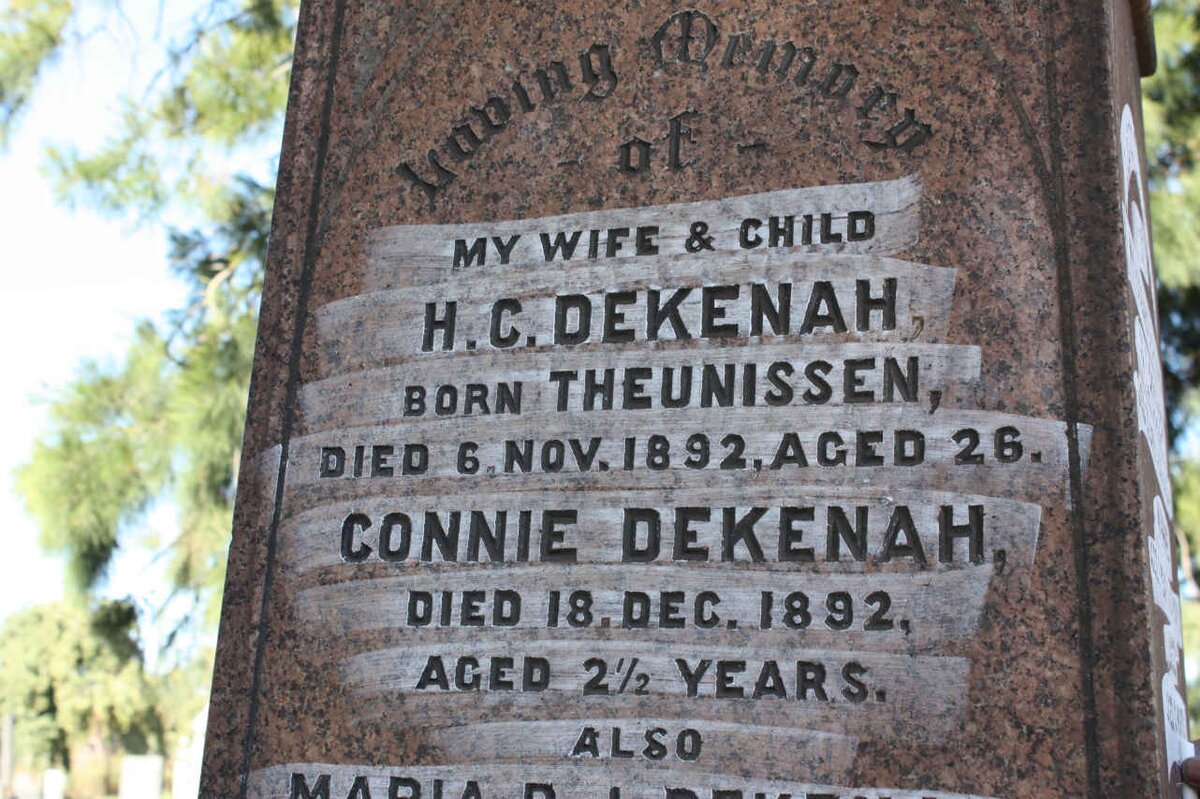 Loving Memory
- of -
MY WIFE & CHILD
H. C. DEKENAH,
BORN THEUNISSEN,
DIED 6. NOV. 1892, AGED 26.
CONNIE DEKENAH,
DIED 18. DEC. 1892,
AGED 2½ YEARS.
ALSO
MARIA